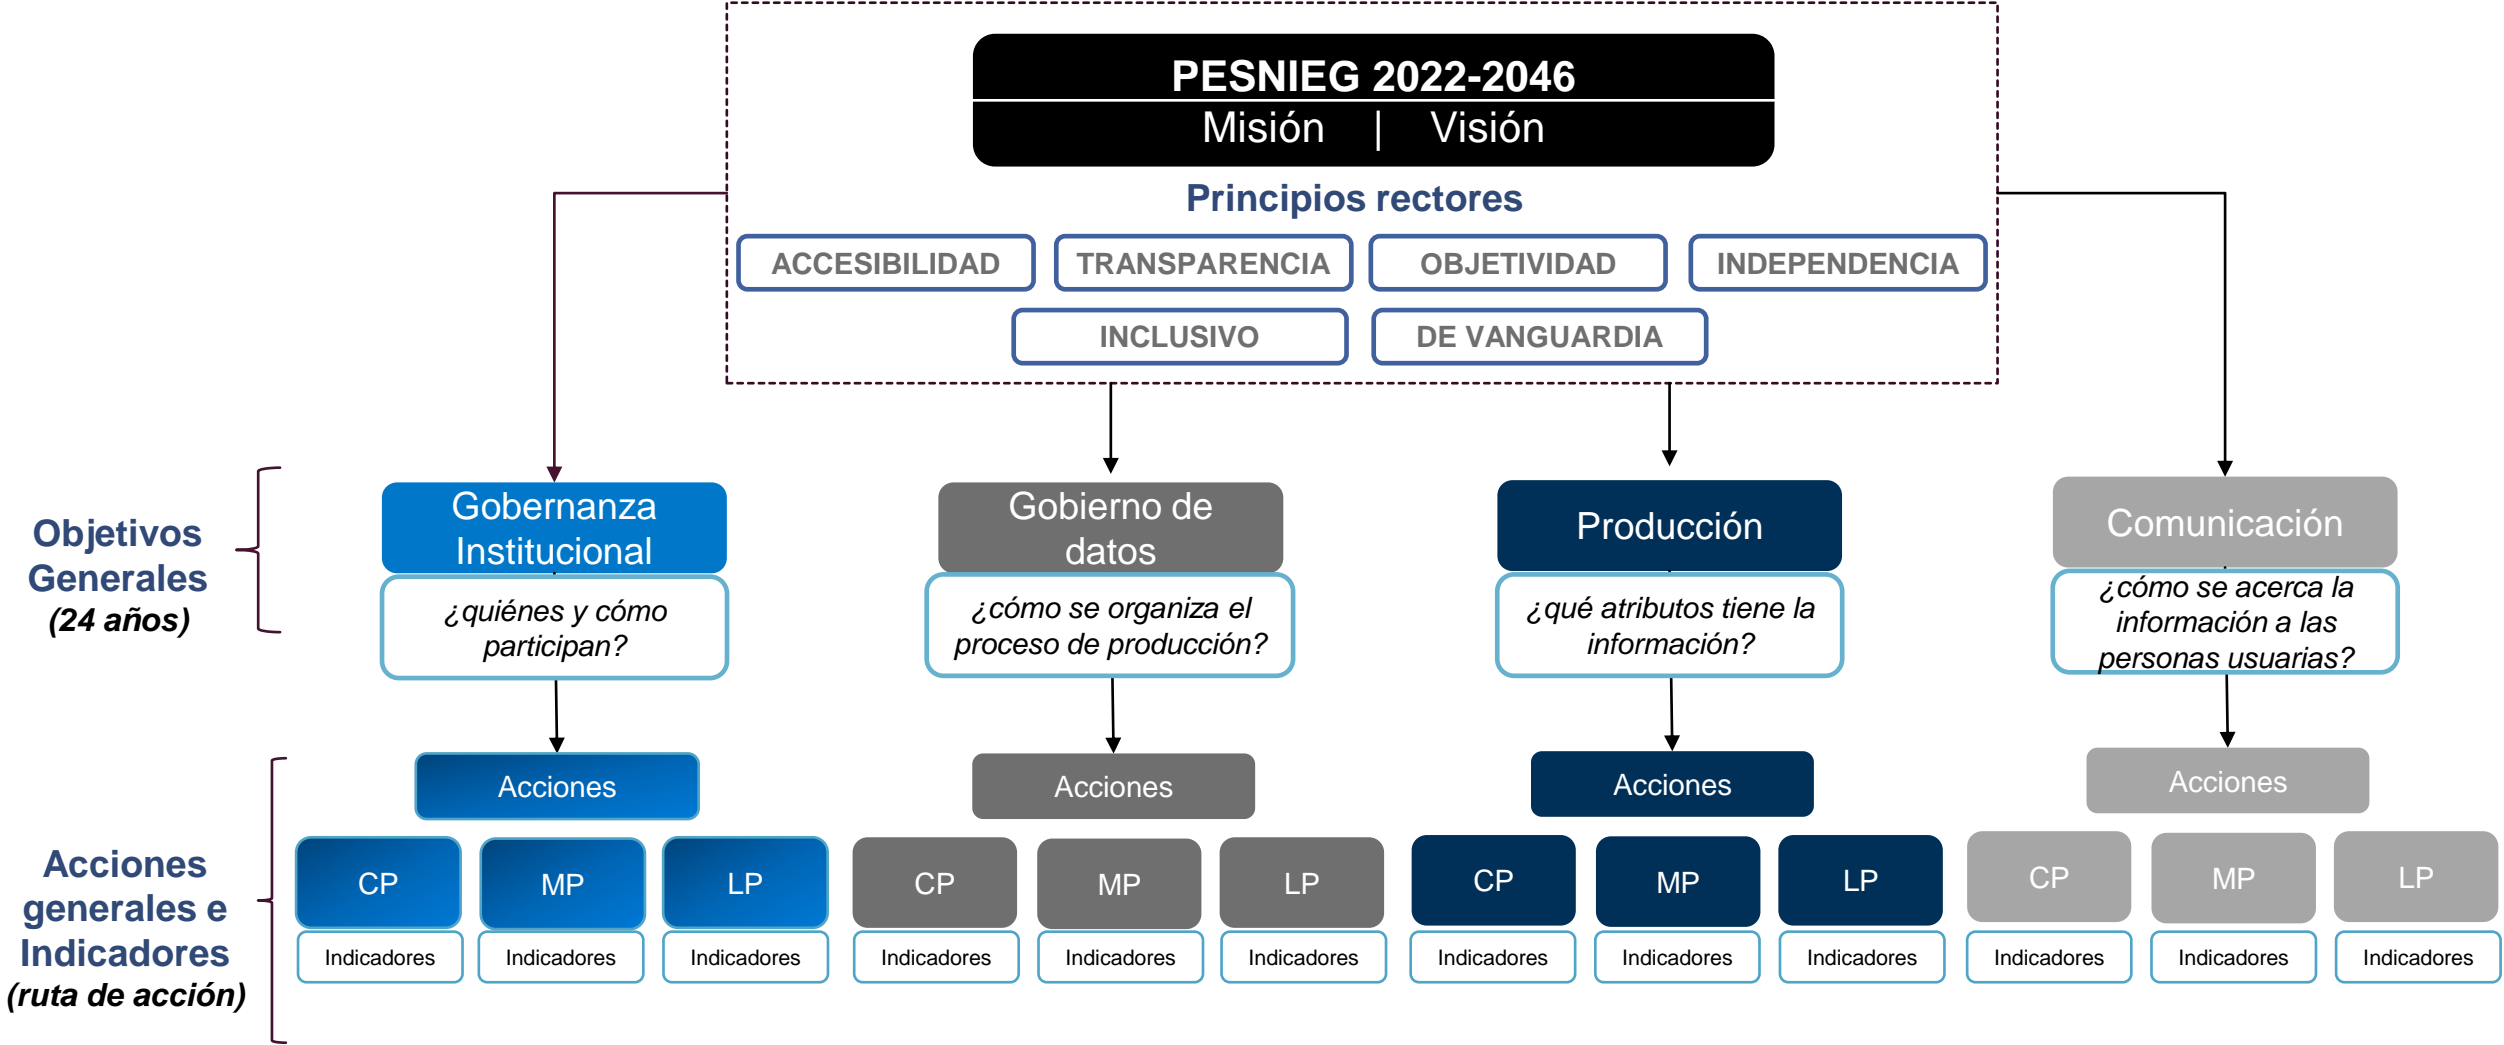 PESNIEG 2022-2046
Misión | Visión
Principios rectores
ACCESIBILIDAD
TRANSPARENCIA
OBJETIVIDAD
INDEPENDENCIA
INCLUSIVO
DE VANGUARDIA
Objetivos
Generales
(24 años)
Gobernanza
Institucional
¿quiénes y cómo
participan?
Gobierno de
datos
¿cómo se organiza el
proceso de producción?
Producción
¿qué atributos tiene la
información?
Comunicación
¿cómo se acerca la
información a las
personas usuarias?
Acciones
generales e
Indicadores
(ruta de acción)
Acciones
CP
MP
LP
Indicadores
Indicadores
Indicadores
Acciones
CP
MP
LP
Indicadores
Indicadores
Indicadores
Acciones
CP
MP
LP
Indicadores
Indicadores
Indicadores
Acciones
CP
MP
LP
Indicadores
Indicadores
Indicadores